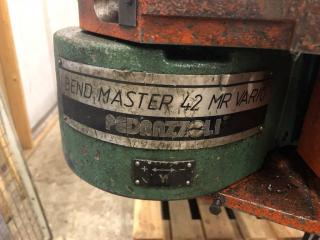 BEND MASTER 42 MR VARIO
PEDRAZZOLI